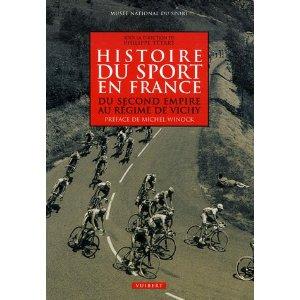 MUSÉE NATIONAL DU SPORT
SOUS LA DIRECTION DE
PHILIPPE TÉTART
HISTOIRE
DU SPORT
EN FRANCE
DU SECOND EMPIRE
AU RÉGIME DE VICHY
PRÉFACE DE MICHEL WINOCK
VUIBERT